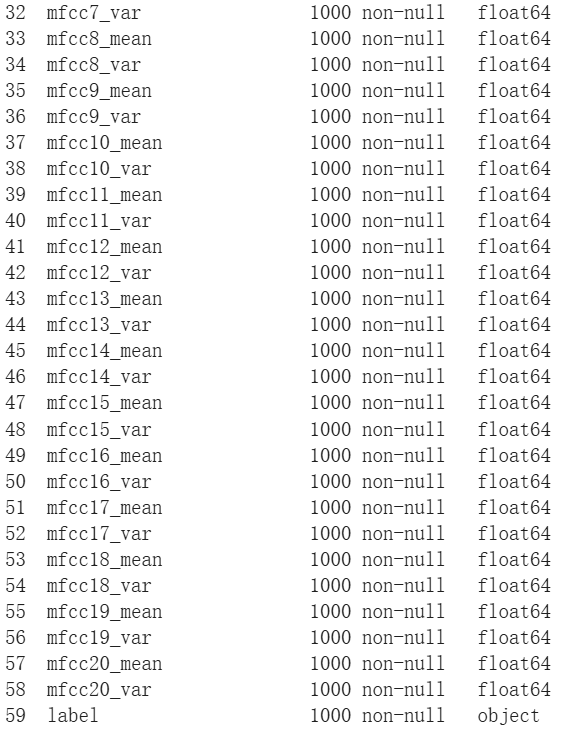 32 mfcc7_var 1000 non-null float64
33 mfcc8_mean 1000 non-null float64
34 mfcc8_var 1000 non-null float64
35 mfcc9_mean 1000 non-null float64
36 mfcc9_var 1000 non-null float64
37 mfcc10_mean 1000 non-null float64
38 mfcc10_var 1000 non-null float64
39 mfcc11_mean 1000 non-null float64
40 mfcc11_var 1000 non-null float64
41 mfcc12_mean 1000 non-null float64
42 mfcc12_var 1000 non-null float64
43 mfcc13_mean 1000 non-null float64
44 mfcc13_var 1000 non-null float64
45 mfcc14_mean 1000 non-null float64
46 mfcc14_var 1000 non-null float64
47 mfcc15_mean 1000 non-null float64
48 mfcc15_var 1000 non-null float64
49 mfcc16_mean 1000 non-null float64
50 mfcc16_var 1000 non-null float64
51 mfcc17_mean 1000 non-null float64
52 mfcc17_var 1000 non-null float64
53 mfcc18_mean 1000 non-null float64
54 mfcc18_var 1000 non-null float64
55 mfcc19_mean 1000 non-null float64
56 mfcc19_var 1000 non-null float64
57 mfcc20_mean 1000 non-null float64
58 mfcc20_var 1000 non-null float64
59 label 1000 non-null object